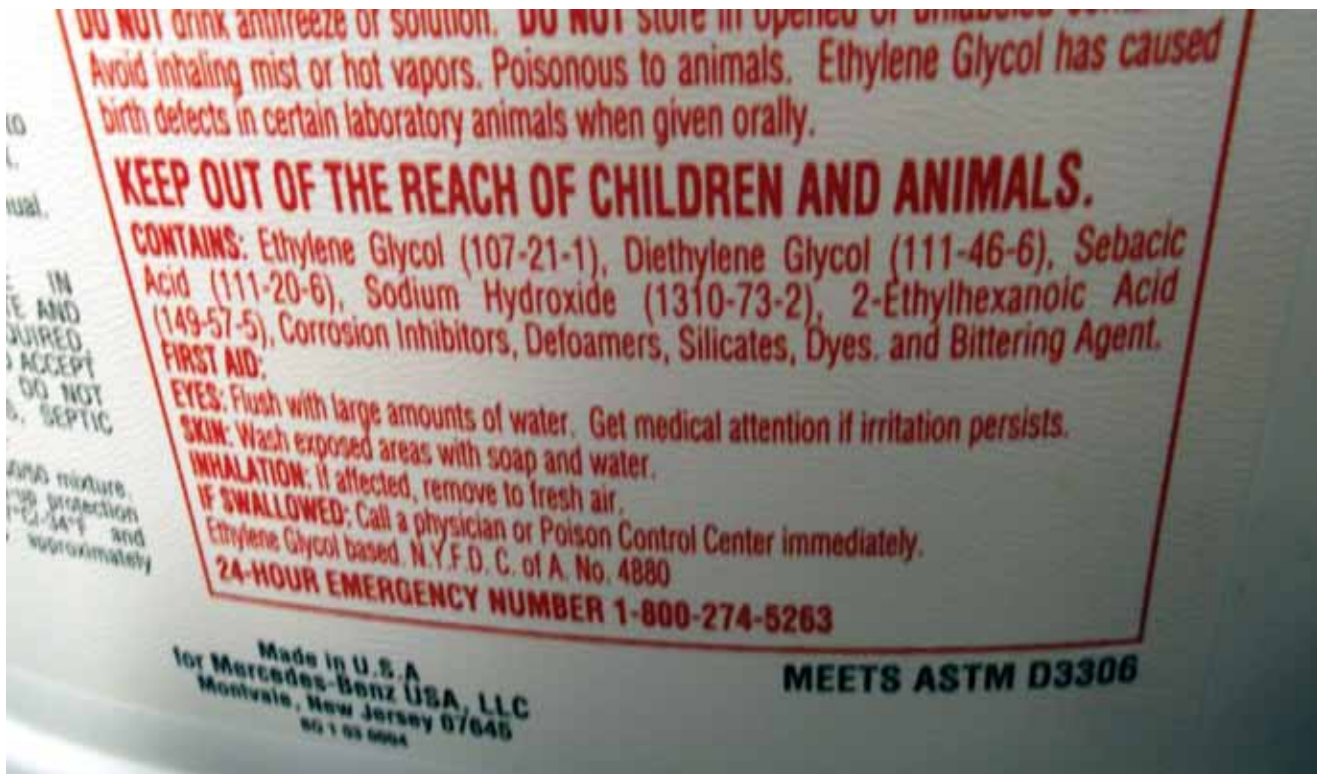 DO NOT drink antifreeze or solution. DO NOT store in opened or unlabeled
Avoid inhaling mist or hot vapors. Poisonous to animals. Ethylene Glycol has caused
birth defects in certain laboratory animals when given orally.
KEEP OUT OF THE REACH OF CHILDREN AND ANIMALS.
CONTAINS: Ethylene Glycol (107-21-1), Diethylene Glycol (111-46-6), Sebacic
Acid (111-20-6), Sodium Hydroxide (1310-73-2), 2-Ethylhexanoic Acid
(149-57-5), Corrosion Inhibitors, Defoamers, Silicates, Dyes. and Bittering Agent.
FIRST AID:
EYES: Flush with large amounts of water. Get medical attention if irritation persists.
SKIN: Wash exposed areas with soap and water.
INHALATION: If affected, remove to fresh air.
IF SWALLOWED: Call a physician or Poison Control Center immediately.
Ethylene Glycol based. N.Y.F.D. C. of A. No. 4880
24-HOUR EMERGENCY NUMBER 1-800-274-5263
to
ual.
IN
TE AND
QUIRED
ACCEPT
DO NOT
SEPTIC
mixture.
protection
-34°F and
approximately
Made in U.S.A
for Mercedes-Benz USA, LLC
Montvale, New Jersey 07645
MEETS ASTM D3306